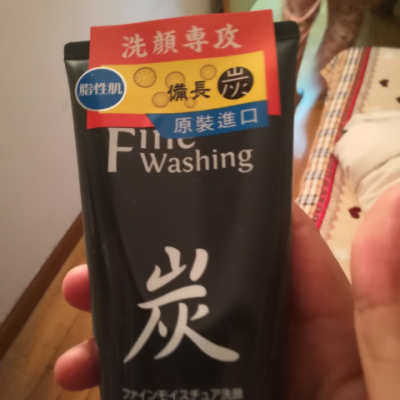 洗顔専攻
脂性肌
備長炭
原裝進口
Fine
Washing
炭
ファインモイスチュア洗顔